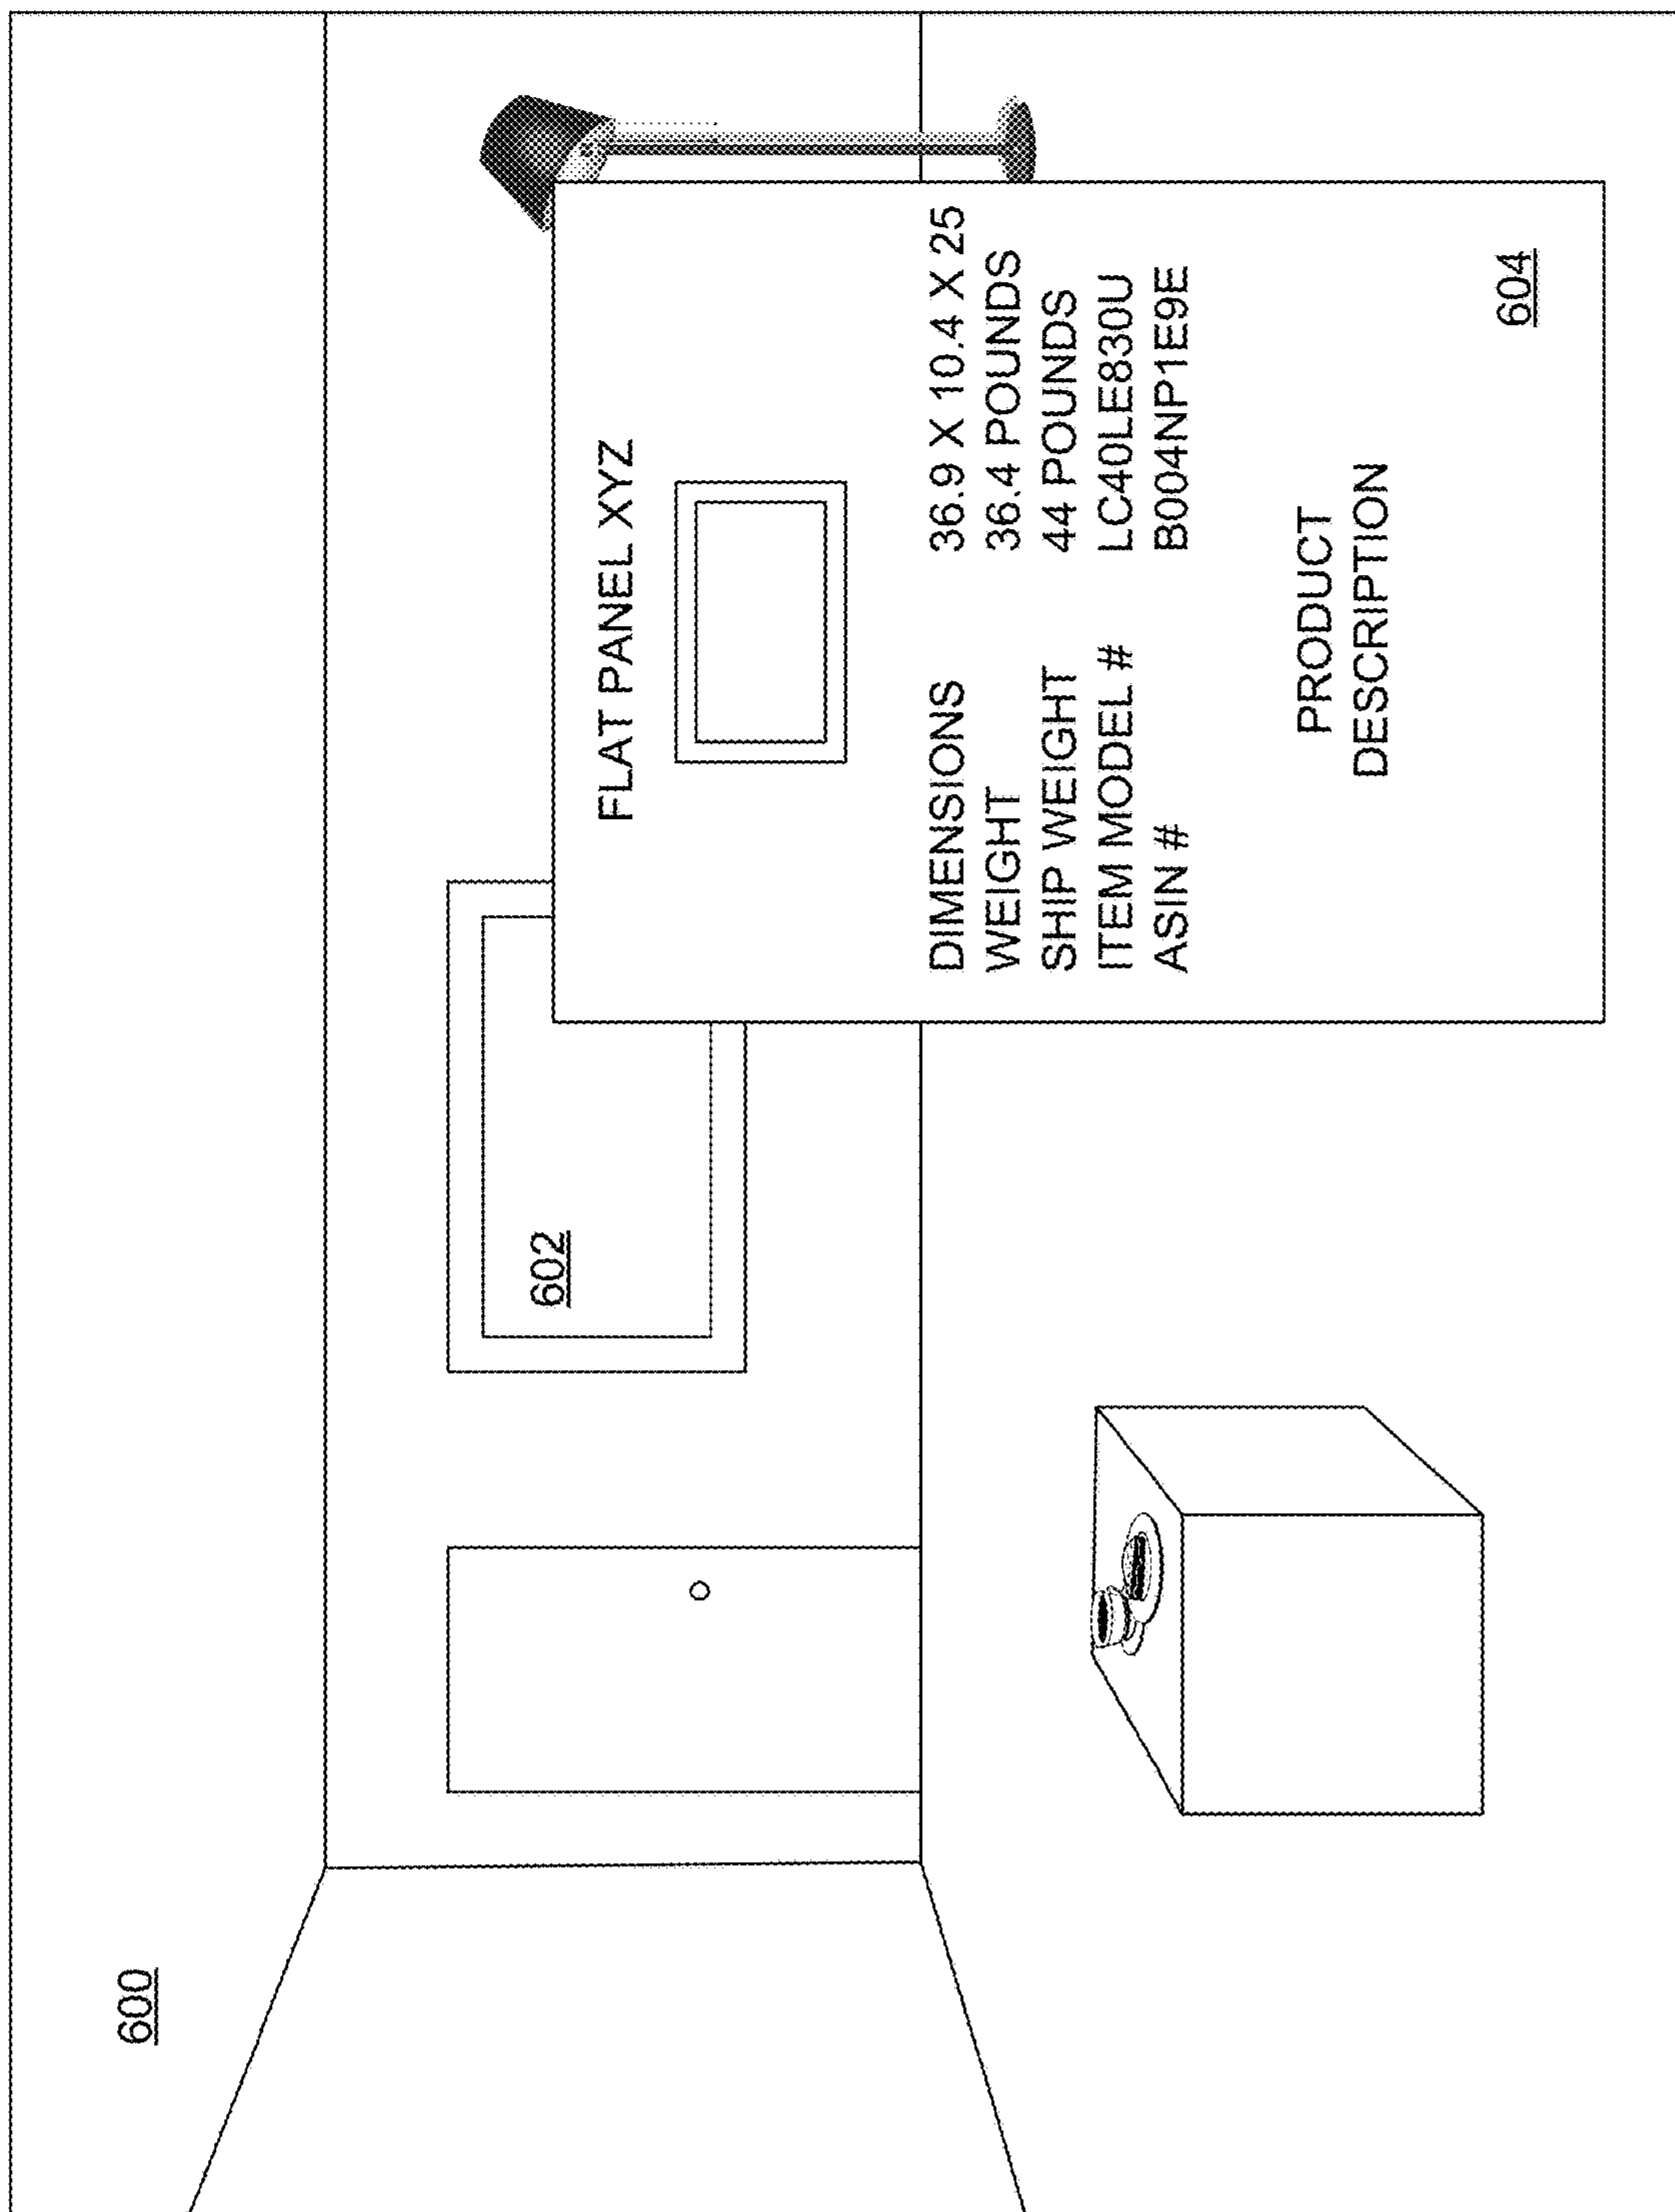 600
602
FLAT PANEL XYZ
DIMENSIONS 36.9 X 10.4 X 25
WEIGHT 36.4 POUNDS
SHIP WEIGHT 44 POUNDS
ITEM MODEL # LC40LE830U
ASIN # B004NP1E9E
PRODUCT
DESCRIPTION
604